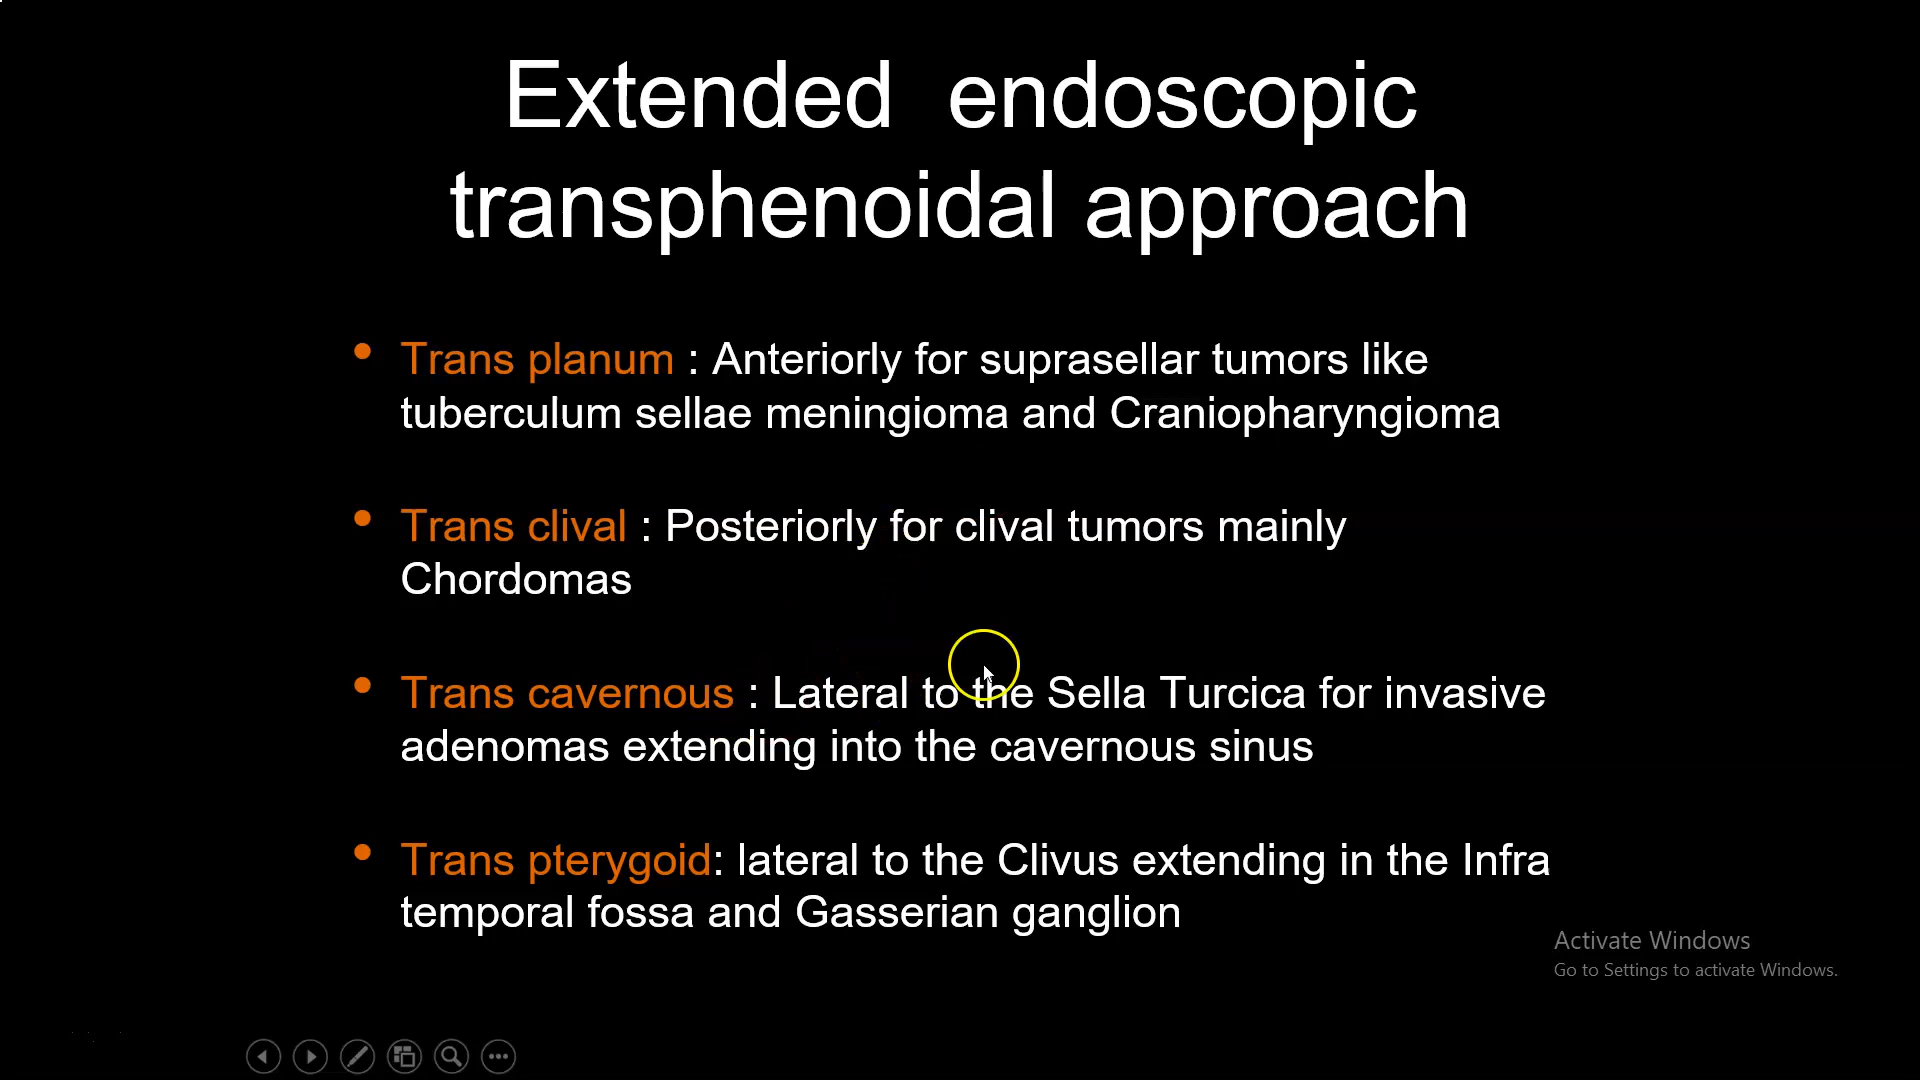 Extended endoscopic
transphenoidal approach
• Trans planum : Anteriorly for suprasellar tumors like
tuberculum sellae meningioma and Craniopharyngioma
• Trans clival : Posteriorly for clival tumors mainly
Chordomas
• Trans cavernous : Lateral to the Sella Turcica for invasive
adenomas extending into the cavernous sinus
• Trans pterygoid: lateral to the Clivus extending in the Infra
temporal fossa and Gasserian ganglion
Activate Windows
Go to Settings to activate Windows.